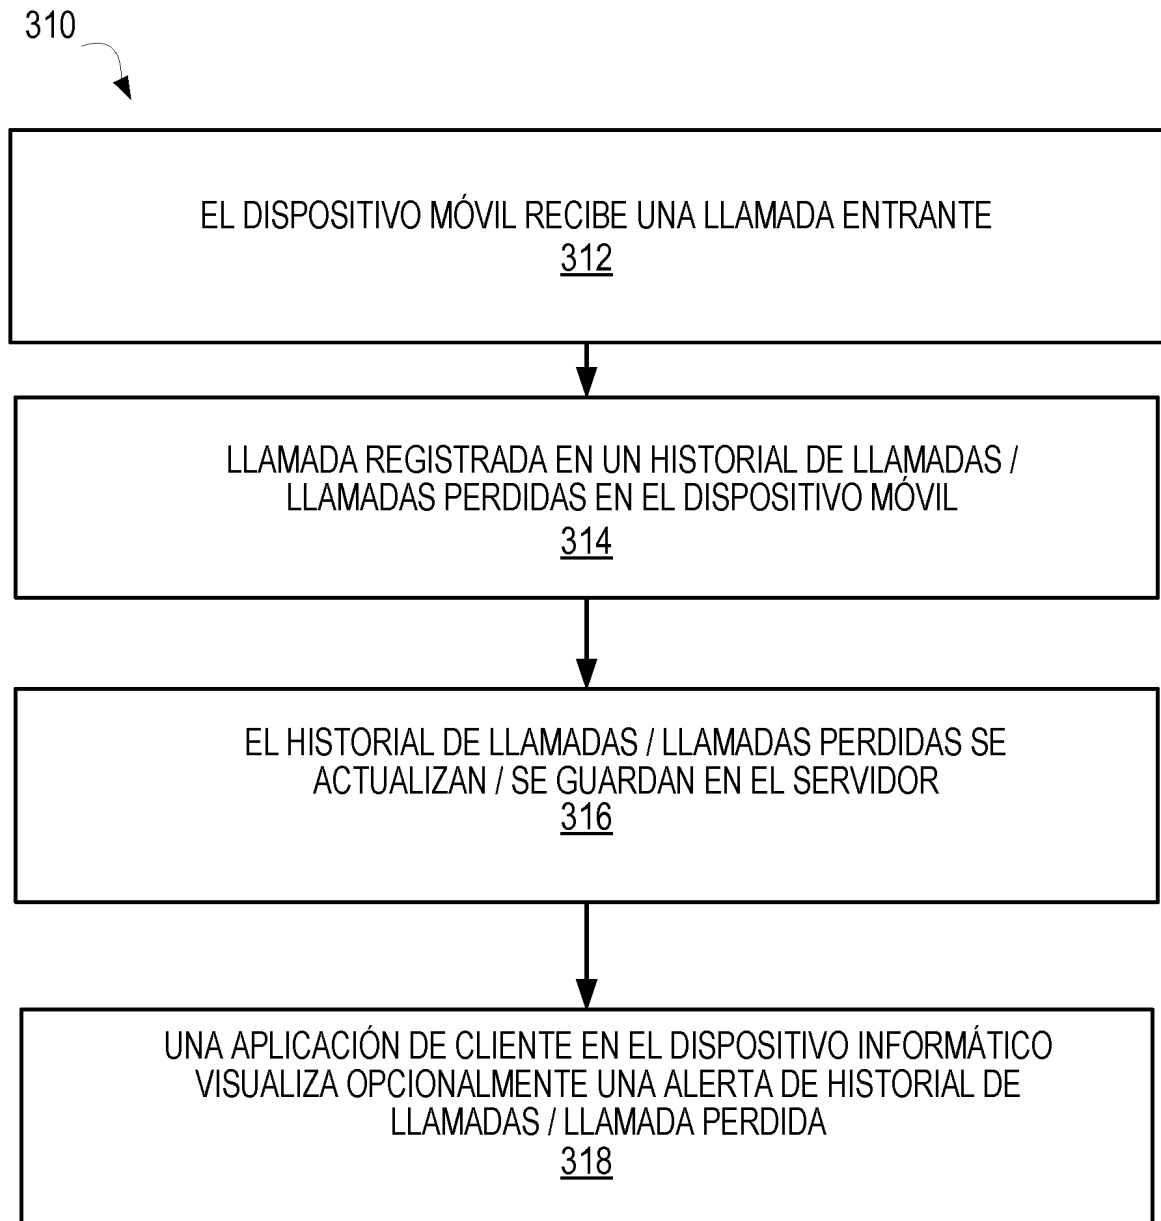 310
EL DISPOSITIVO MÓVIL RECIBE UNA LLAMADA ENTRANTE
312
LLAMADA REGISTRADA EN UN HISTORIAL DE LLAMADAS /
LLAMADAS PERDIDAS EN EL DISPOSITIVO MÓVIL
314
EL HISTORIAL DE LLAMADAS / LLAMADAS PERDIDAS SE
ACTUALIZAN / SE GUARDAN EN EL SERVIDOR
316
UNA APLICACIÓN DE CLIENTE EN EL DISPOSITIVO INFORMÁTICO
VISUALIZA OPCIONALMENTE UNA ALERTA DE HISTORIAL DE
LLAMADAS / LLAMADA PERDIDA
318